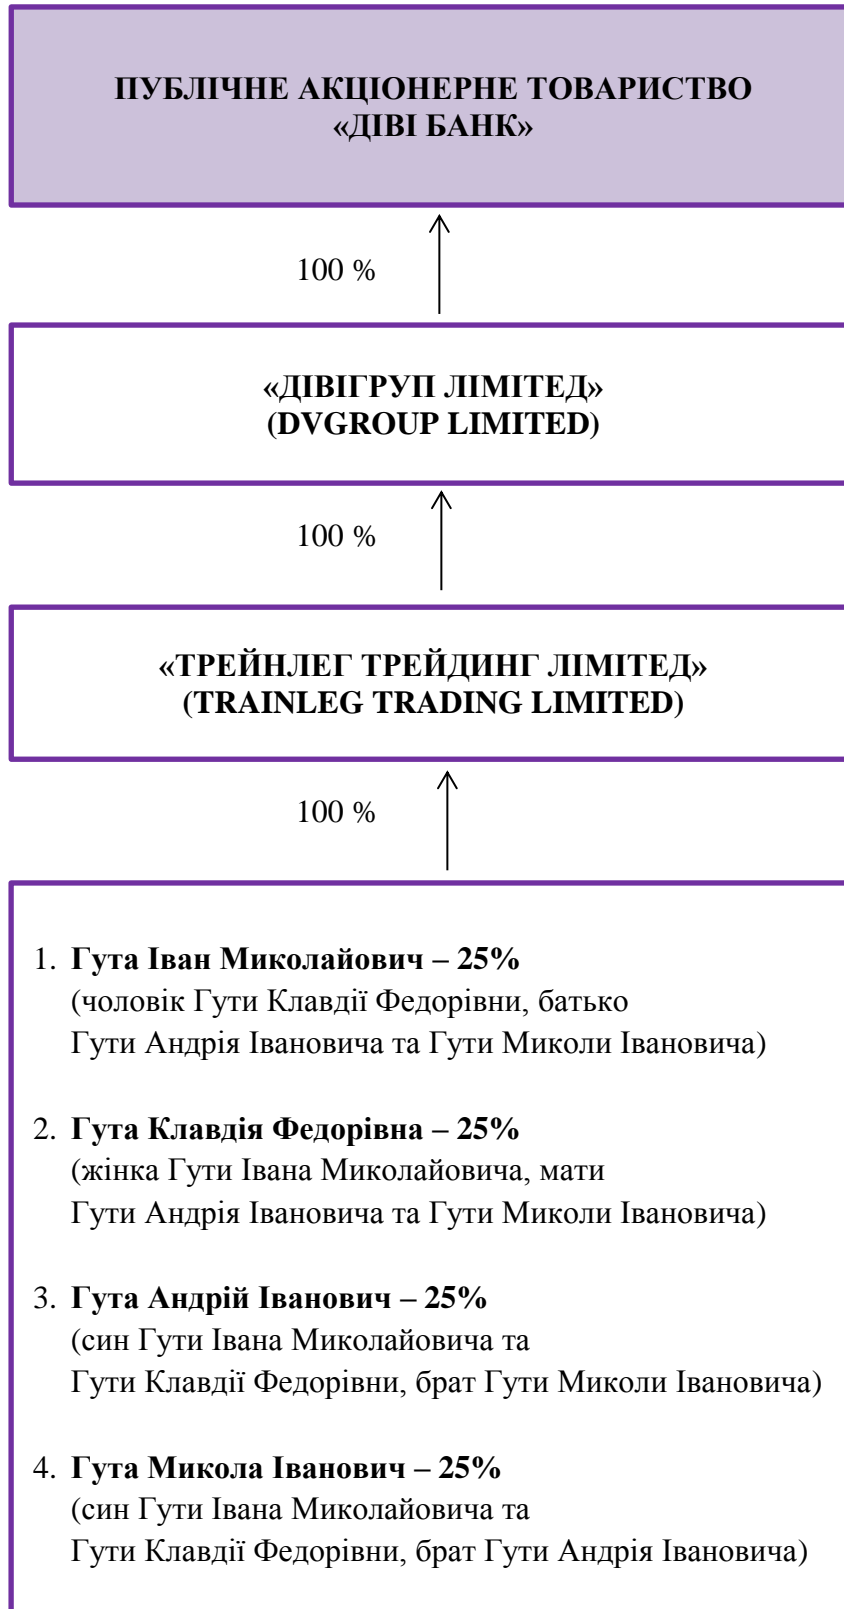 ПУБЛІЧНЕ АКЦІОНЕРНЕ ТОВАРИСТВО
«ДІВІ БАНК»
100 %
«ДІВІГРУП ЛІМІТЕД»
(DVGROUP LIMITED)
100 %
«ТРЕЙНЛЕГ ТРЕЙДИНГ ЛІМІТЕД»
(TRAINLEG TRADING LIMITED)
100 %
1. Гута Іван Миколайович – 25%
(чоловік Гути Клавдії Федорівни, батько
Гути Андрія Івановича та Гути Миколи Івановича)
2. Гута Клавдія Федорівна – 25%
(жінка Гути Івана Миколайовича, мати
Гути Андрія Івановича та Гути Миколи Івановича)
3. Гута Андрій Іванович – 25%
(син Гути Івана Миколайовича та
Гути Клавдії Федорівни, брат Гути Миколи Івановича)
4. Гута Микола Іванович – 25%
(син Гути Івана Миколайовича та
Гути Клавдії Федорівни, брат Гути Андрія Івановича)